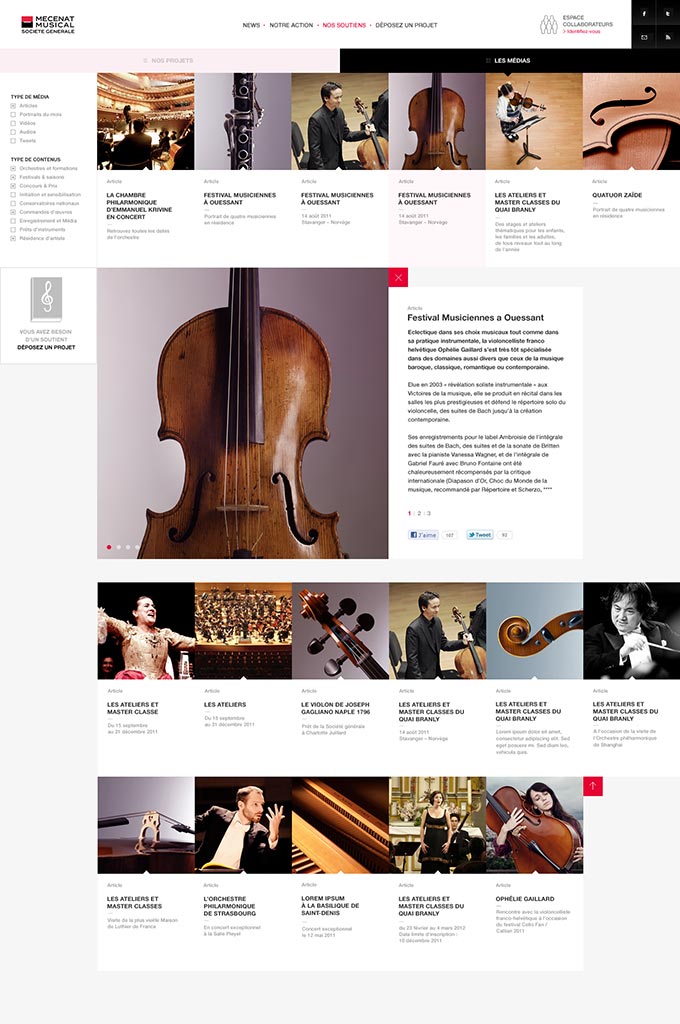 MECENAT
MUSICAL
SOCIETE GENERALE
NEWS • NOTRE ACTION • NOS SOUTIENS • DÉPOSEZ UN PROJET
ESPACE
COLLABORATEURS
> Identifiez-vous
NOS PROJETS
LES MÉDIAS
TYPE DE MÉDIA
Articles
Portraits du mois
Vidéos
Audios
Tweets
TYPE DE CONTENUS
Orchestres et formations
Festivals & saisons
Concours & Prix
Initiation et sensibilisation
Conservatoires nationaux
Commandes d'œuvres
Enregistrement et Média
Prêts d'instruments
Résidence d'artiste
Article
LA CHAMBRE
PHILARMONIQUE
D'EMMANUEL KRIVINE
EN CONCERT
Retrouvez toutes les dates
de l'orchestre
Article
FESTIVAL MUSICIENNES
À OUESSANT
Portrait de quatre musiciennes
en résidence
Article
FESTIVAL MUSICIENNES
À OUESSANT
14 août 2011
Stavanger – Norvège
Article
FESTIVAL MUSICIENNES
À OUESSANT
14 août 2011
Stavanger – Norvège
Article
LES ATELIERS ET
MASTER CLASSES DU
QUAI BRANLY
Des stages et ateliers
thématiques pour les enfants,
les familles et les adultes,
de tous niveaux tout au long
de l'année
Article
QUATUOR ZAÏDE
Portrait de quatre musiciennes
en résidence
VOUS AVEZ BESOIN
D'UN SOUTIENT
DÉPOSEZ UN PROJET
Article
Festival Musiciennes a Ouessant
Eclectique dans ses choix musicaux tout comme dans
sa pratique instrumentale, la violoncelliste franco
helvétique Ophélie Gaillard s'est très tôt spécialisée
dans des domaines aussi divers que ceux de la musique
baroque, classique, romantique ou contemporaine.
Elue en 2003 « révélation soliste instrumentale » aux
Victoires de la musique, elle se produit en récital dans les
salles les plus prestigieuses et défend le répertoire solo du
violoncelle, des suites de Bach jusqu'à la création
contemporaine.
Ses enregistrements pour le label Ambroisie de l'intégrale
des suites de Bach, des suites et de la sonate de Britten
avec la pianiste Vanessa Wagner, et de l'intégrale de
Gabriel Fauré avec Bruno Fontaine ont été
chaleureusement récompensés par la critique
internationale (Diapason d'Or, Choc du Monde de la
musique, recommandé par Répertoire et Scherzo, ****
1 2 3
J'aime 107 Tweet 93
Article
LES ATELIERS ET
MASTER CLASSE
Du 15 septembre
au 31 décembre 2011
Article
LES ATELIERS
Du 15 septembre
au 31 décembre 2011
Article
LE VIOLON DE JOSEPH
GAGLIANO NAPLE 1796
Prêt de la Société générale
à Charlotte Juillard
Article
LES ATELIERS ET
MASTER CLASSES DU
QUAI BRANLY
14 août 2011
Stavanger – Norvège
Article
LES ATELIERS ET
MASTER CLASSES DU
QUAI BRANLY
Lorem ipsum dolor sit amet,
consectetur adipiscing elit. Sed
eget posuere mi. Sed diam leo,
vehicula quis.
Article
LES ATELIERS ET
MASTER CLASSES DU
QUAI BRANLY
A l'occasion de la visite de
l'Orchestre philharmonique
de Shanghai
Article
LES ATELIERS ET
MASTER CLASSES
Visite de la plus vieille Maison
du Luthier de France
Article
L'ORCHESTRE
PHILARMONIQUE
DE STRASBOURG
En concert exceptionnel
à la Salle Pleyel
Article
LOREM IPSUM
À LA BASILIQUE DE
SAINT-DENIS
Concert exceptionnel
le 12 mai 2011
Article
LES ATELIERS ET
MASTER CLASSES DU
QUAI BRANLY
du 23 février au 4 mars 2012
Date limite d'inscription :
10 décembre 2011
Article
OPHÉLIE GAILLARD
Rencontre avec la violoncelliste
franco-helvétique à l'occasion
du festival Cello Fan /
Callian 2011